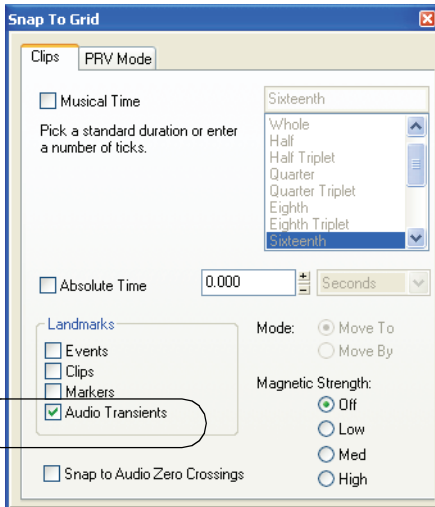 Snap To Grid
Clips
PRV Mode
Musical Time
Sixteenth
Pick a standard duration or enter
a number of ticks.
Whole
Half
Half Triplet
Quarter
Quarter Triplet
Eighth
Eighth Triplet
Sixteenth
Absolute Time
0.000
Seconds
Landmarks
Events
Clips
Markers
Audio Transients
Mode:
Move To
Move By
Magnetic Strength:
Off
Low
Med
High
Snap to Audio Zero Crossings